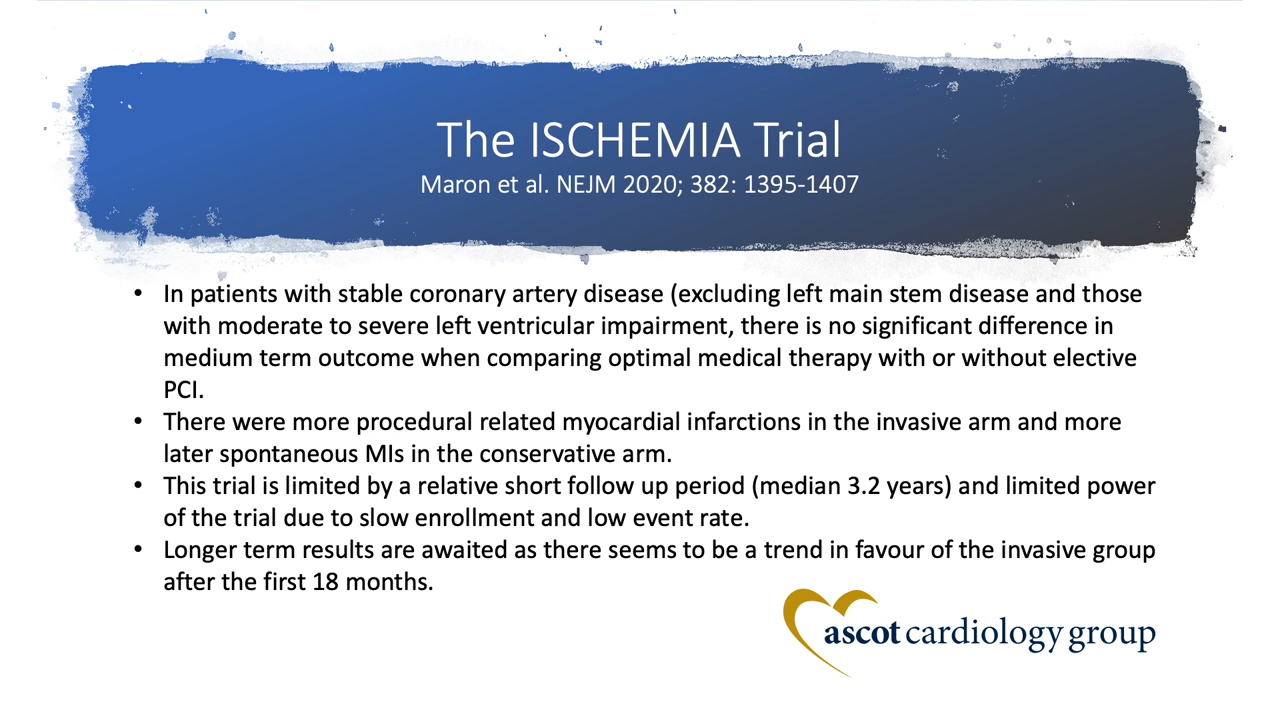 The ISCHEMIA Trial
Maron et al. NEJM 2020; 382: 1395-1407
• In patients with stable coronary artery disease (excluding left main stem disease and those
with moderate to severe left ventricular impairment, there is no significant difference in
medium term outcome when comparing optimal medical therapy with or without elective
PCI.
• There were more procedural related myocardial infarctions in the invasive arm and more
later spontaneous MIs in the conservative arm.
• This trial is limited by a relative short follow up period (median 3.2 years) and limited power
of the trial due to slow enrollment and low event rate.
• Longer term results are awaited as there seems to be a trend in favour of the invasive group
after the first 18 months.
ascot cardiology group